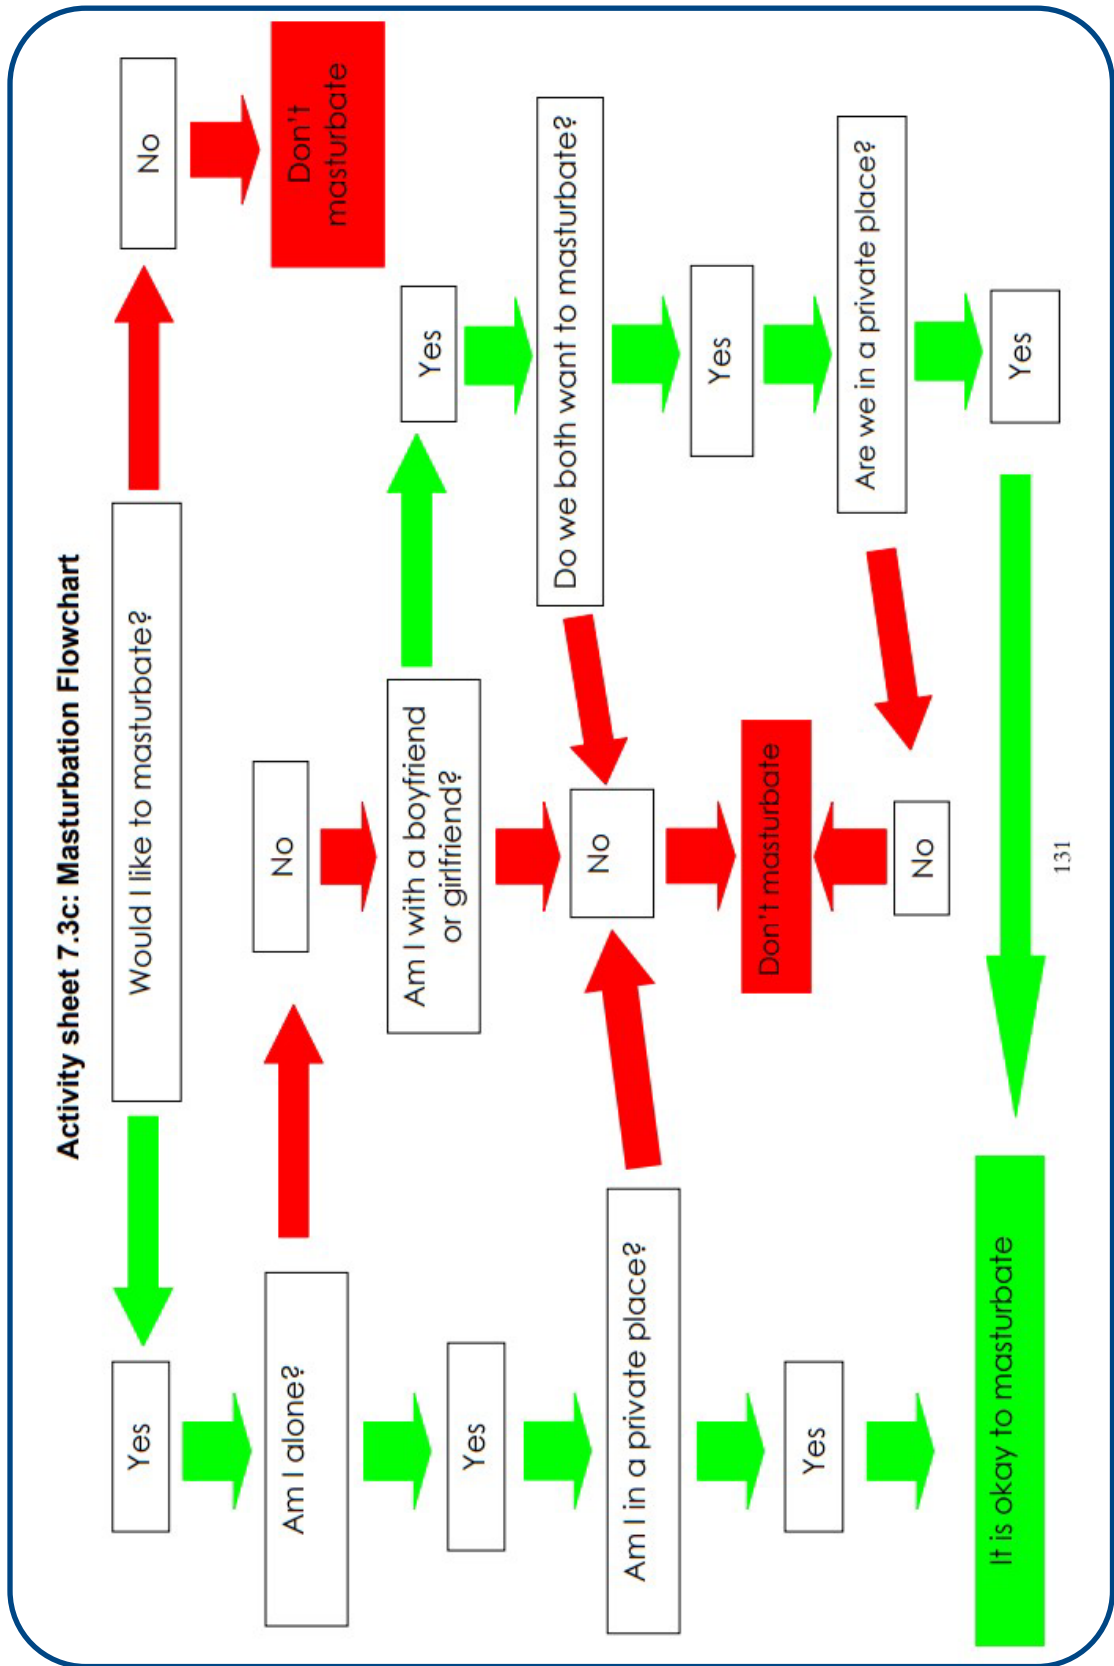 Activity sheet 7.3c: Masturbation Flowchart
Would I like to masturbate?
Yes
No
Don't
masturbate
Am I alone?
No
Yes
Am I with a boyfriend
or girlfriend?
Yes
Do we both want to masturbate?
No
Yes
Am I in a private place?
Don't masturbate
Are we in a private place?
Yes
No
Yes
It is okay to masturbate
131